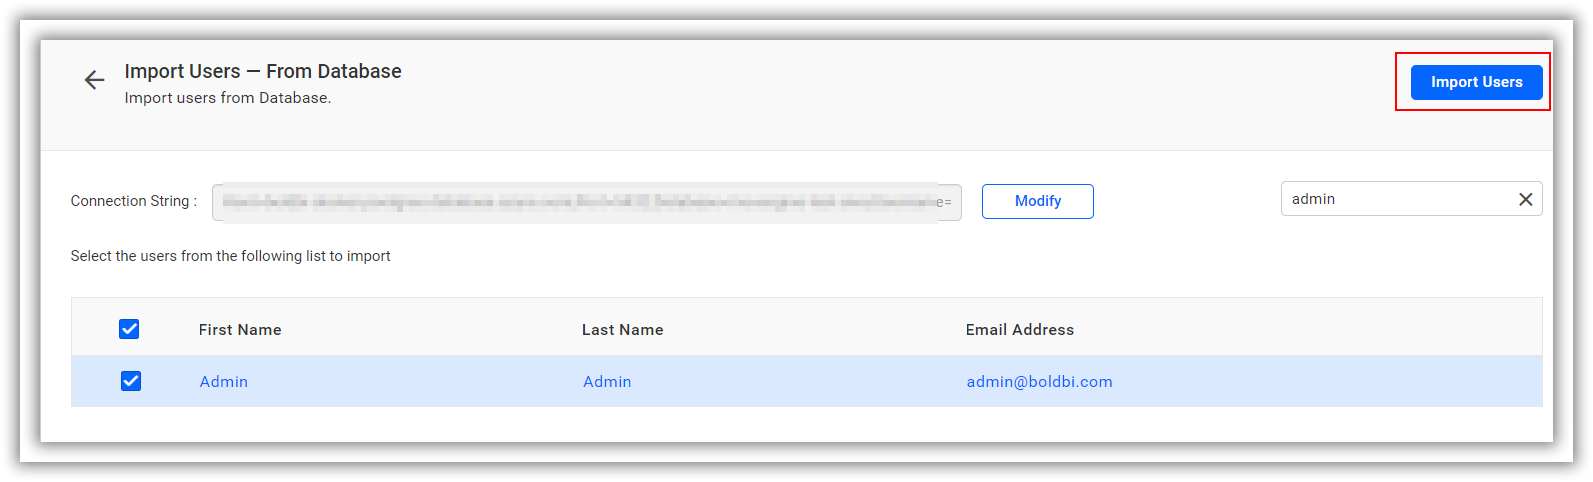 Import Users — From Database
Import users from Database.
Import Users
Connection String :
Modify
admin
Select the users from the following list to import
First Name Last Name Email Address
Admin Admin admin@boldbi.com